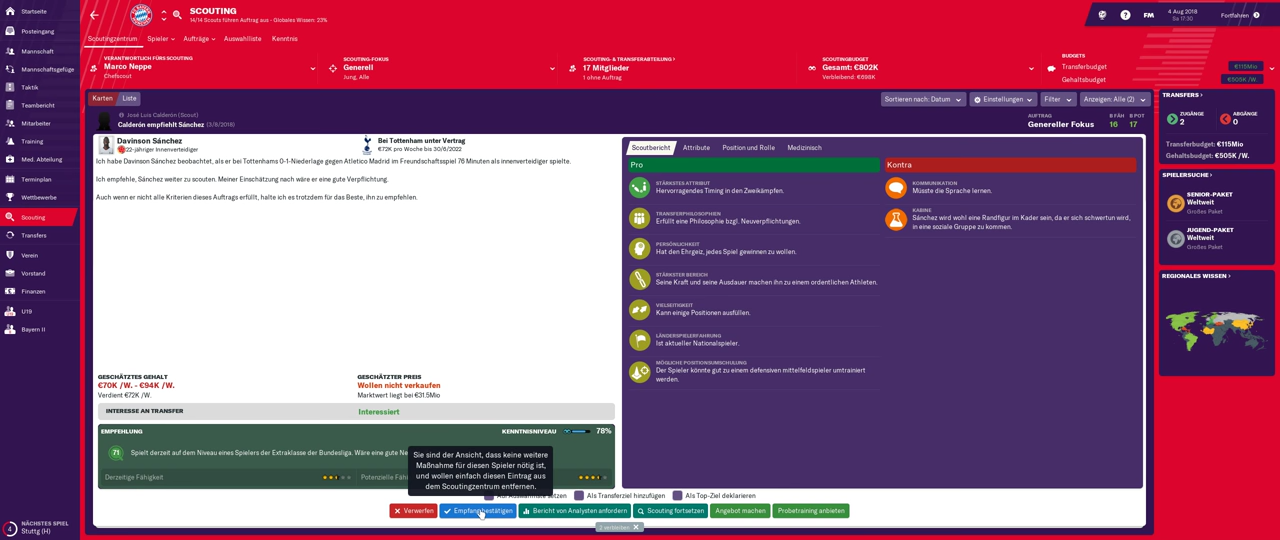 Startseite
Posteingang
Mannschaft
Mannschaftsgefüge
Taktik
Teambericht
Mitarbeiter
Training
Med. Abteilung
Terminplan
Wettbewerbe
Scouting
Transfers
Verein
Vorstand
Finanzen
U19
Bayern II
4
NÄCHSTES SPIEL
Stuttg (H)
SCOUTING
14/14 Scouts führen Auftrag aus - Globales Wissen: 23%
4 Aug 2018
Sa 17:30
FM
Fortfahren
Scoutingzentrum
Spieler
Aufträge
Auswahlliste
Kenntnis
VERANTWORTLICH FÜRS SCOUTING
Marco Neppe
Chefscout
SCOUTING-FOKUS
Generell
Jung, Alle
SCOUTING- & TRANSFERABTEILUNG
17 Mitglieder
1 ohne Auftrag
SCOUTINGBUDGET
Gesamt: €802K
Verbleibend: €696K
BUDGETS
Transferbudget
€115Mio
Gehaltsbudget
€505K /W.
Karten
Liste
Sortieren nach: Datum
Einstellungen
Filter
Anzeigen: Alle (2)
José Luis Calderón (Scout)
Calderón empfiehlt Sánchez (3/8/2018)
AUFTRAG
Genereller Fokus
B FÄH
16
B POT
17
Davinson Sánchez
22-jähriger Innenverteidiger
Bei Tottenham unter Vertrag
€72K pro Woche bis 30/6/2022
Ich habe Davinson Sánchez beobachtet, als er bei Tottenhams 0-1-Niederlage gegen Atletico Madrid im Freundschaftsspiel 76 Minuten als innenverteidiger spielte.
Ich empfehle, Sánchez weiter zu scouten. Meiner Einschätzung nach wäre er eine gute Verpflichtung.
Auch wenn er nicht alle Kriterien dieses Auftrags erfüllt, halte ich es trotzdem für das Beste, ihn zu empfehlen.
GESCHÄTZTES GEHALT
€70K /W. - €94K /W.
Verdient €72K /W.
GESCHÄTZTER PREIS
Wollen nicht verkaufen
Marktwert liegt bei €31.5Mio
INTERESSE AN TRANSFER
Interessiert
EMPFEHLUNG
KENNTNISNIVEAU
78%
71
Spielt derzeit auf dem Niveau eines Spielers der Extraklasse der Bundesliga. Wäre eine gute
Derzeitige Fähigkeit
Sie sind der Ansicht, dass keine weitere
Maßnahme für diesen Spieler nötig ist,
und wollen einfach diesen Eintrag aus
dem Scoutingzentrum entfernen.
Als Transferziel hinzufügen
Als Top-Ziel deklarieren
Verwerfen
Empfang bestätigen
Bericht von Analysten anfordern
Scouting fortsetzen
Angebot machen
Probetraining anbieten
2 verbleiben
Scoutbericht
Attribute
Position und Rolle
Medizinisch
Pro
STÄRKSTES ATTRIBUT
Hervorragendes Timing in den Zweikämpfen.
TRANSFERPHILOSOPHIEN
Erfüllt eine Philosophie bzgl. Neuverpflichtungen.
PERSÖNLICHKEIT
Hat den Ehrgeiz, jedes Spiel gewinnen zu wollen.
STÄRKSTER BEREICH
Seine Kraft und seine Ausdauer machen ihn zu einem ordentlichen Athleten.
VIELSEITIGKEIT
Kann einige Positionen ausfüllen.
LÄNDERSPIELERFAHRUNG
Ist aktueller Nationalspieler.
MÖGLICHE POSITIONSUMSCHULUNG
Der Spieler könnte gut zu einem defensiven mittelfeldspieler umtrainiert
werden.
Kontra
KOMMUNIKATION
Müsste die Sprache lernen.
KABINE
Sánchez wird wohl eine Randfigur im Kader sein, da er sich schwertun wird,
in eine soziale Gruppe zu kommen.
TRANSFERS
ZUGÄNGE
2
ABGÄNGE
0
Transferbudget: €115Mio
Gehaltsbudget: €505K /W.
SPIELERSUCHE
SENIOR-PAKET
Weltweit
Großes Paket
JUGEND-PAKET
Weltweit
Großes Paket
REGIONALES WISSEN